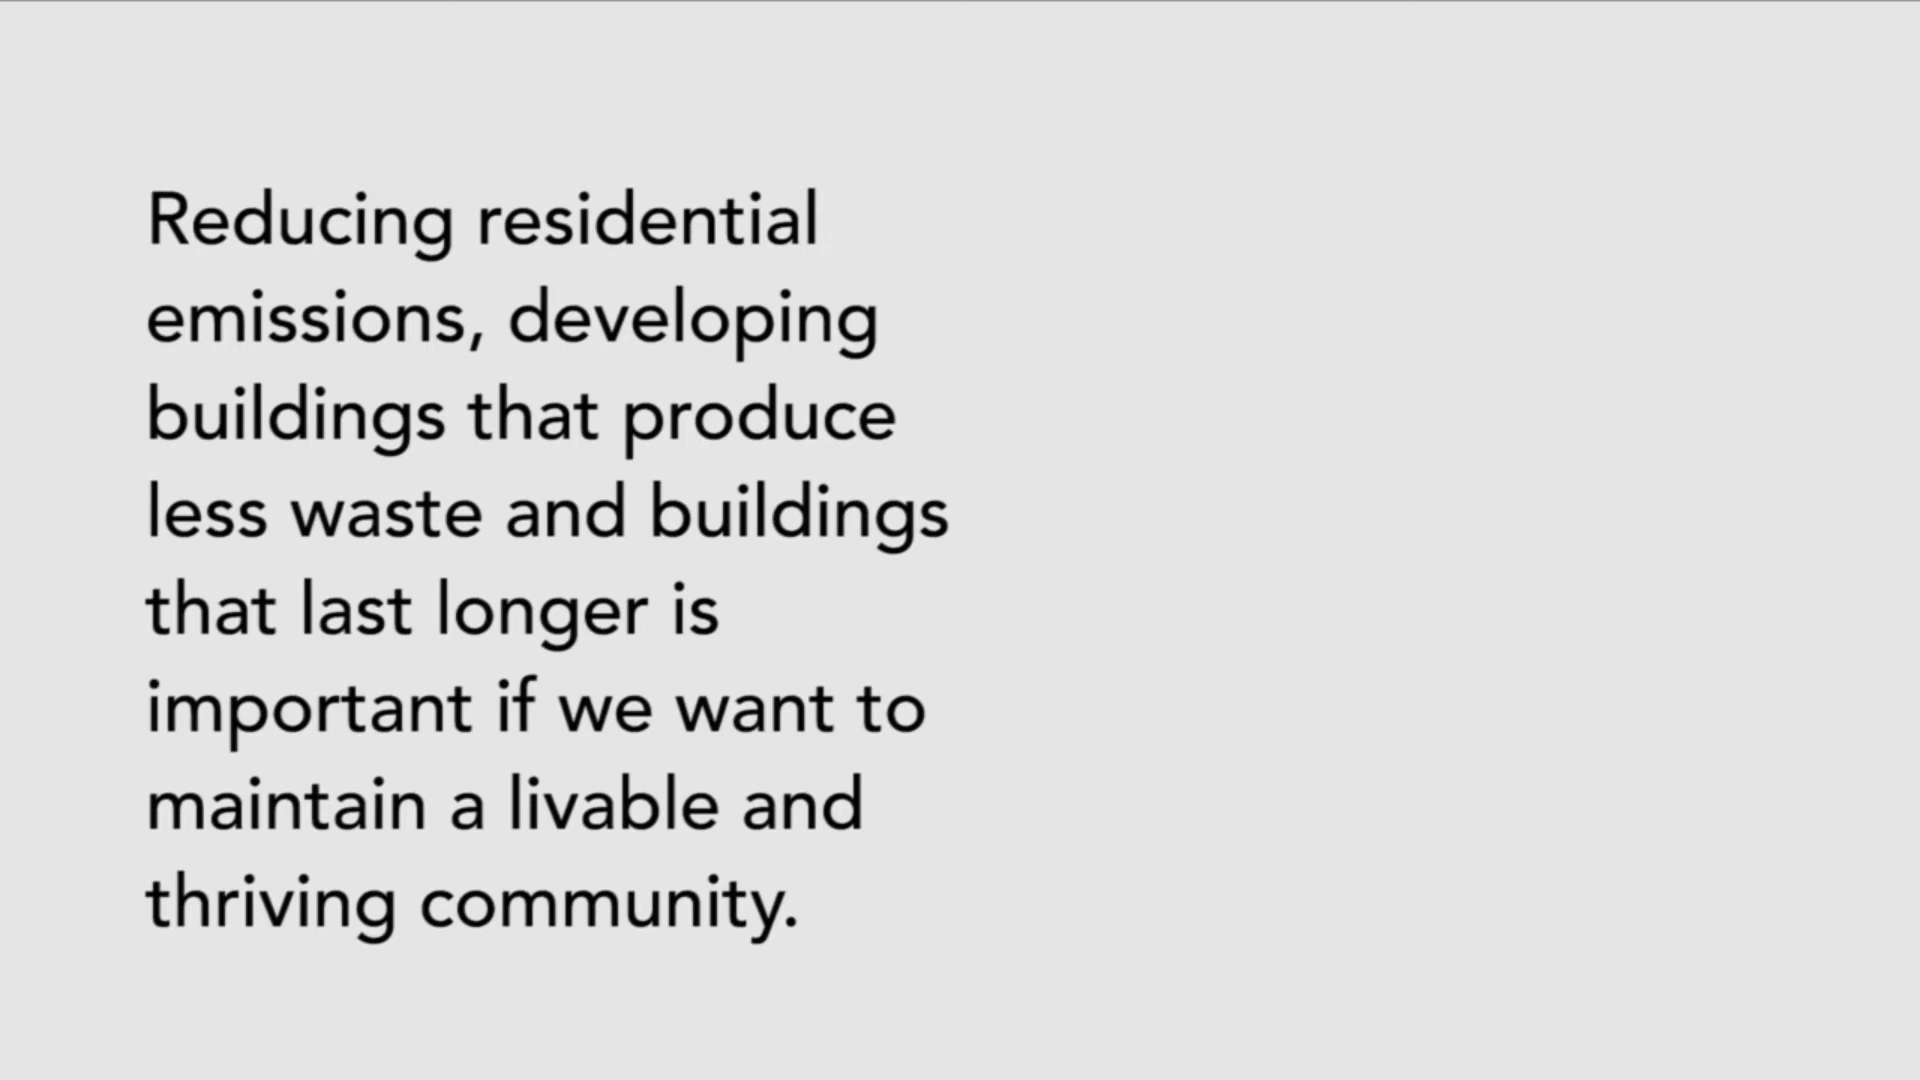 Reducing residential
emissions, developing
buildings that produce
less waste and buildings
that last longer is
important if we want to
maintain a livable and
thriving community.